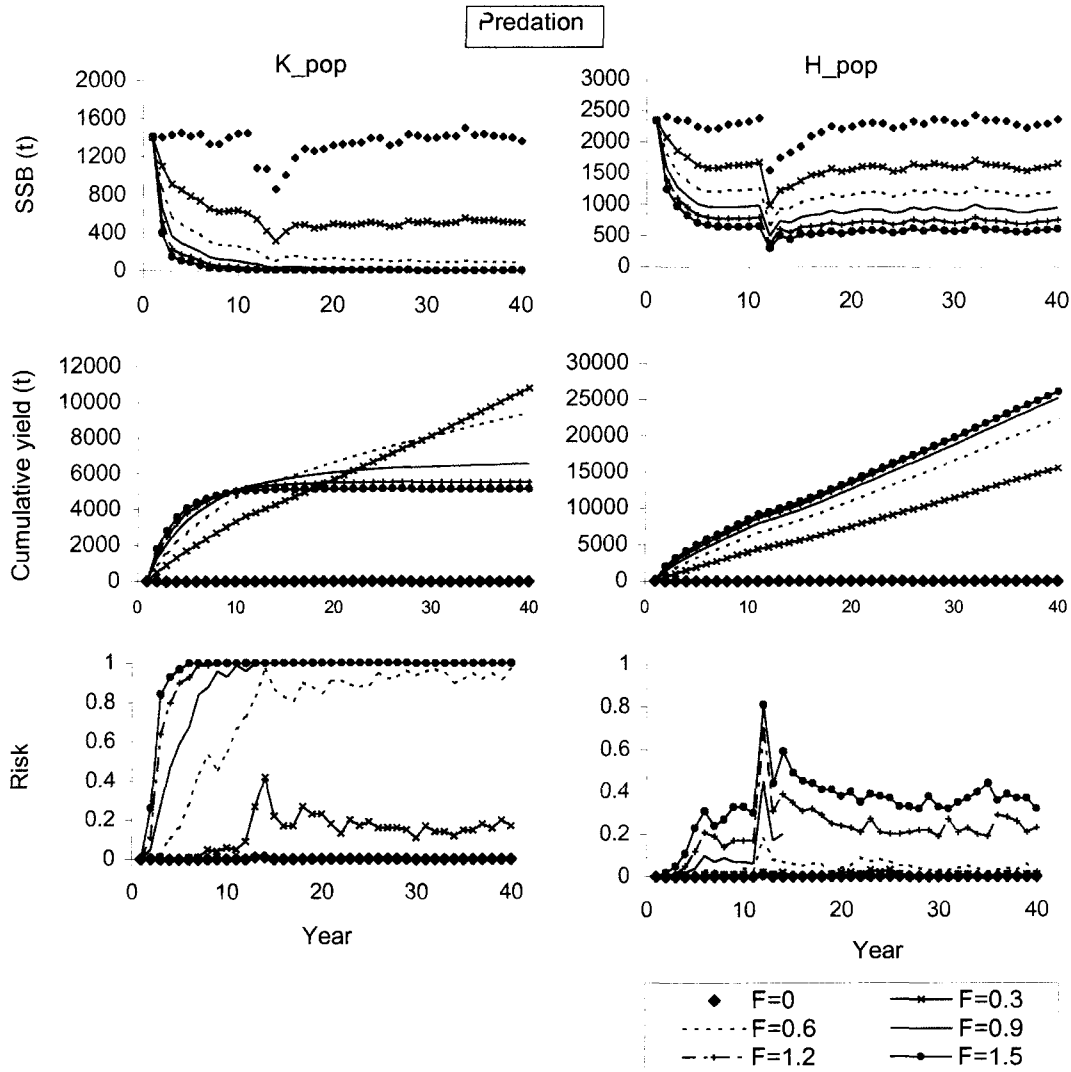 Predation
K_pop
H_pop
SSB (t)
2000
1600
1200
800
400
0
0 10 20 30 40
3000
2500
2000
1500
1000
500
0
0 10 20 30 40
Cumulative yield (t)
12000
10000
8000
6000
4000
2000
0
0 10 20 30 40
30000
25000
20000
15000
10000
5000
0
0 10 20 30 40
Risk
1
0.8
0.6
0.4
0.2
0
0 10 20 30 40
Year
1
0.8
0.6
0.4
0.2
0
0 10 20 30 40
Year
F=0 F=0.3
F=0.6 F=0.9
F=1.2 F=1.5